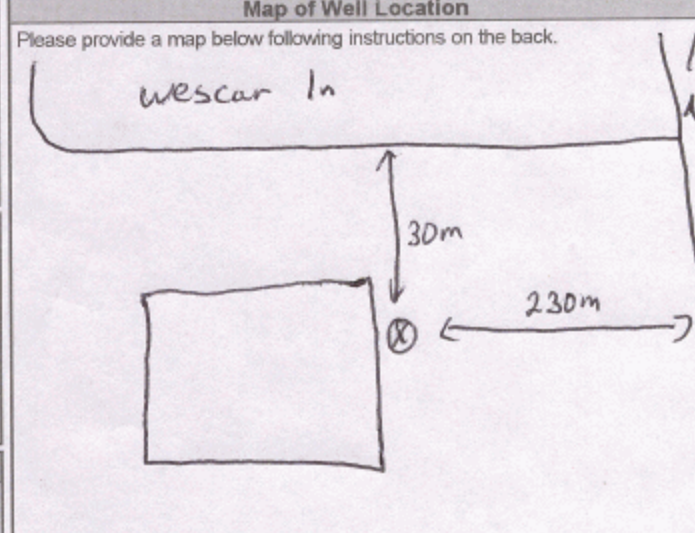 Map of Well Location
Please provide a map below following instructions on the back.
wescar ln
30m
230m